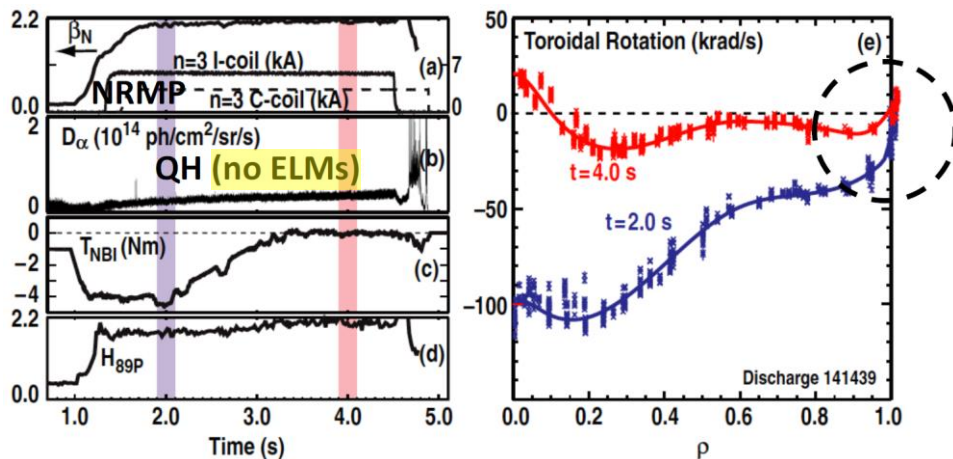 2.2
β_N
(a)
n=3 I-coil (kA)
7
NRMP
n=3 C-coil(kA)
0.0
0
2
D_α (10^14 ph/cm^2/sr/s)
(b)
QH (no ELMs)
0
0
T_NBI (Nm)
−2
(c)
−4
2.2
(d)
H_89P
0.0
1.0 2.0 3.0 4.0 5.0
Time (s)
50
Toroidal Rotation (krad/s) (e)
0
t=4.0 s
−50
t=2.0 s
−100
Discharge 141439
0.0 0.2 0.4 0.6 0.8 1.0
ρ